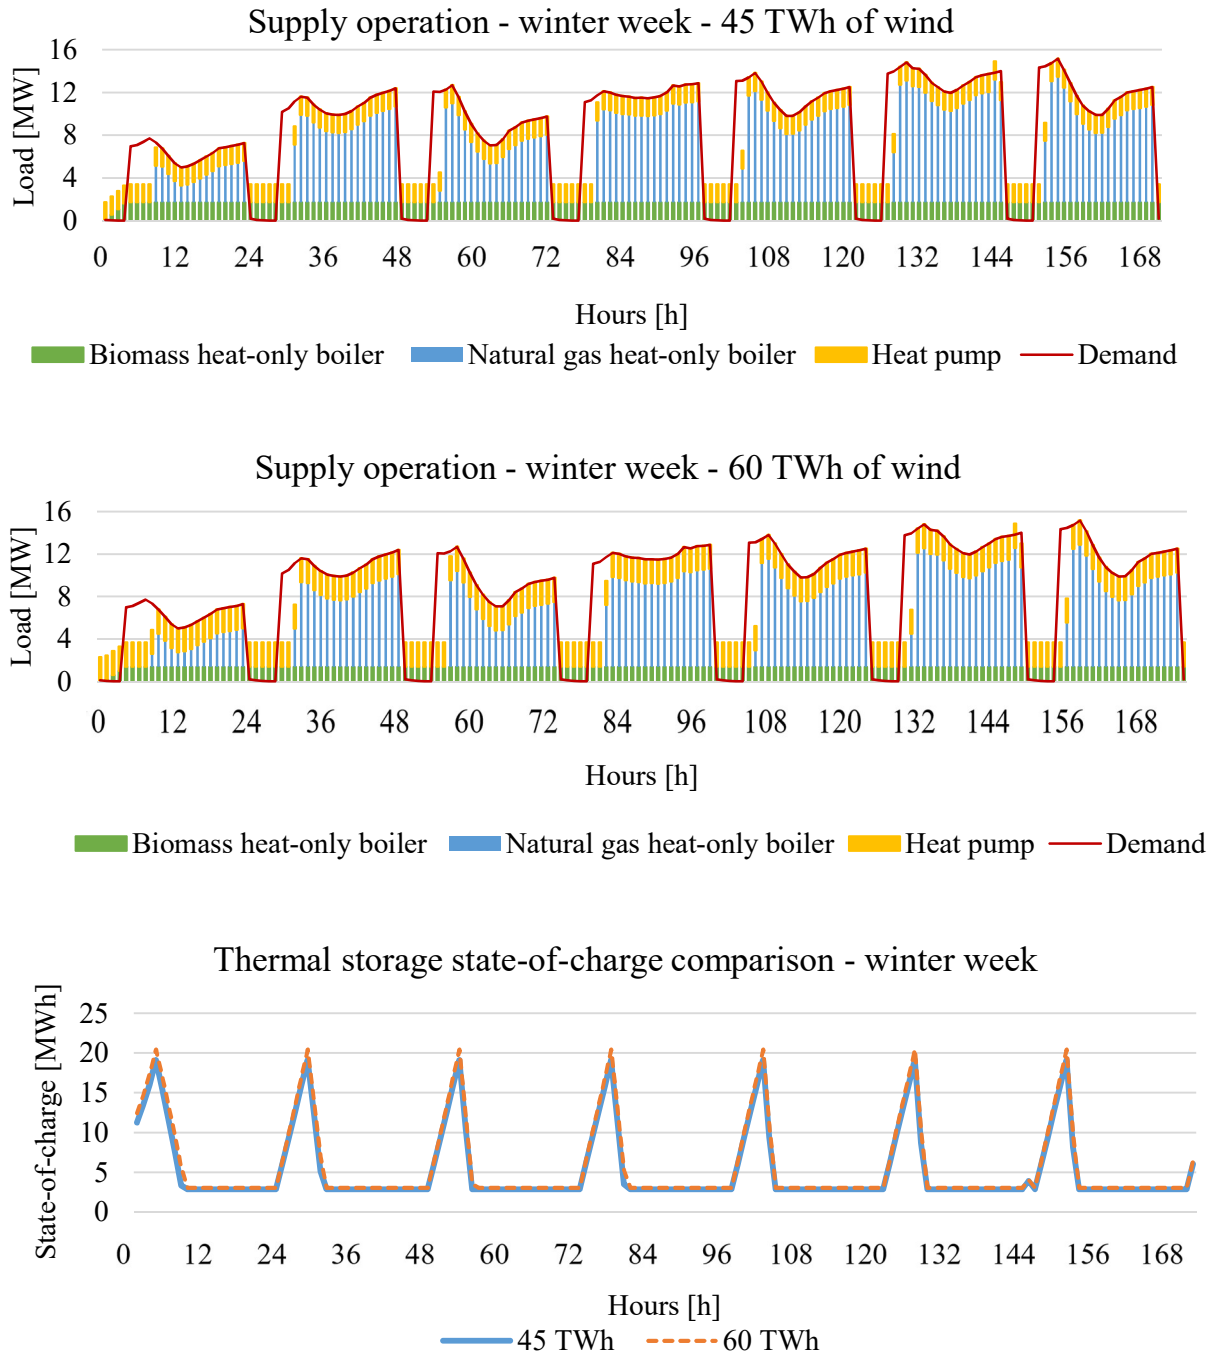 Supply operation - winter week - 45 TWh of wind
Load [MW]
16
12
8
4
0
0 12 24 36 48 60 72 84 96 108 120 132 144 156 168
Hours [h]
Biomass heat-only boiler Natural gas heat-only boiler Heat pump Demand
Supply operation - winter week - 60 TWh of wind
Load [MW]
16
12
8
4
0
0 12 24 36 48 60 72 84 96 108 120 132 144 156 168
Hours [h]
Biomass heat-only boiler Natural gas heat-only boiler Heat pump Demand
Thermal storage state-of-charge comparison - winter week
State-of-charge [MWh]
25
20
15
10
5
0
0 12 24 36 48 60 72 84 96 108 120 132 144 156 168
Hours [h]
45 TWh 60 TWh